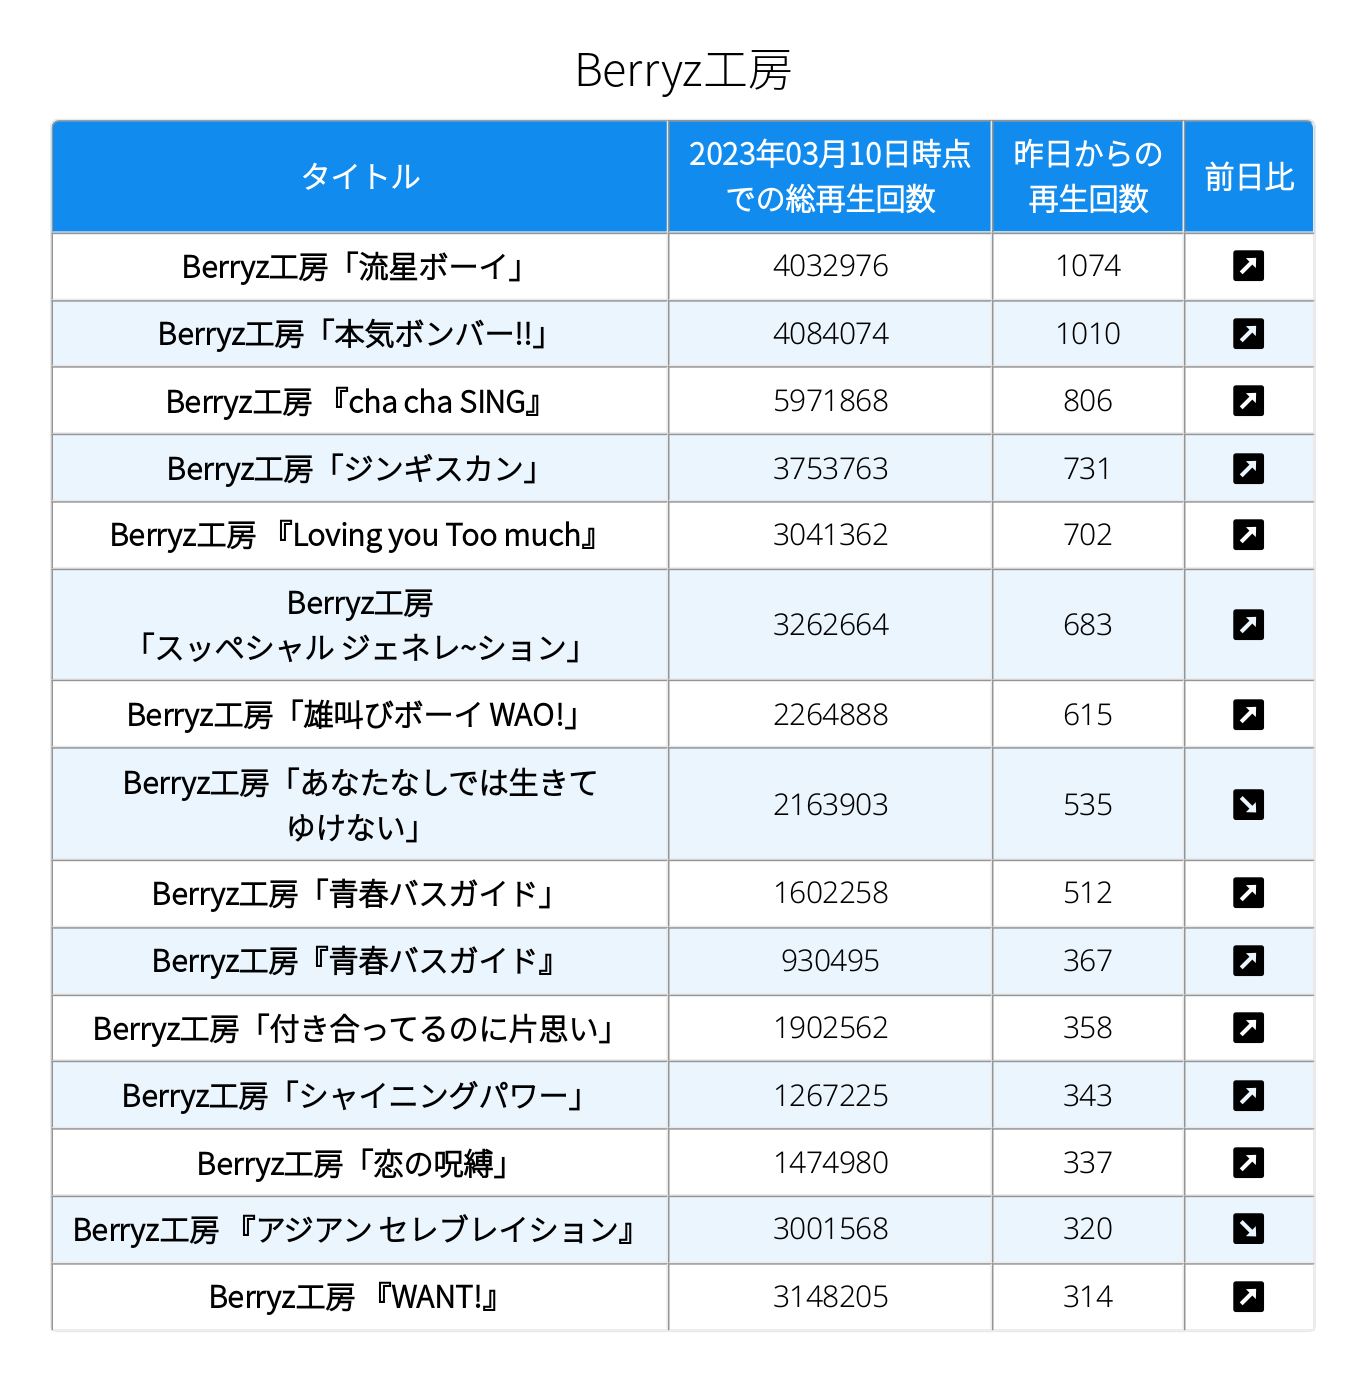 Berryz工房
タイトル
2023年03月10日時点
での総再生回数
昨日からの
再生回数
前日比
Berryz工房「流星ボーイ」 4032976 1074
Berryz工房「本気ボンバー!!」 4084074 1010
Berryz工房 『cha cha SING』 5971868 806
Berryz工房「ジンギスカン」 3753763 731
Berryz工房 『Loving you Too much』 3041362 702
Berryz工房
「スッペシャル ジェネレ~ション」 3262664 683
Berryz工房「雄叫びボーイ WAO!」 2264888 615
Berryz工房「あなたなしでは生きて
ゆけない」 2163903 535
Berryz工房「青春バスガイド」 1602258 512
Berryz工房『青春バスガイド』 930495 367
Berryz工房「付き合ってるのに片思い」 1902562 358
Berryz工房「シャイニングパワー」 1267225 343
Berryz工房「恋の呪縛」 1474980 337
Berryz工房 『アジアン セレブレイション』 3001568 320
Berryz工房 『WANT!』 3148205 314